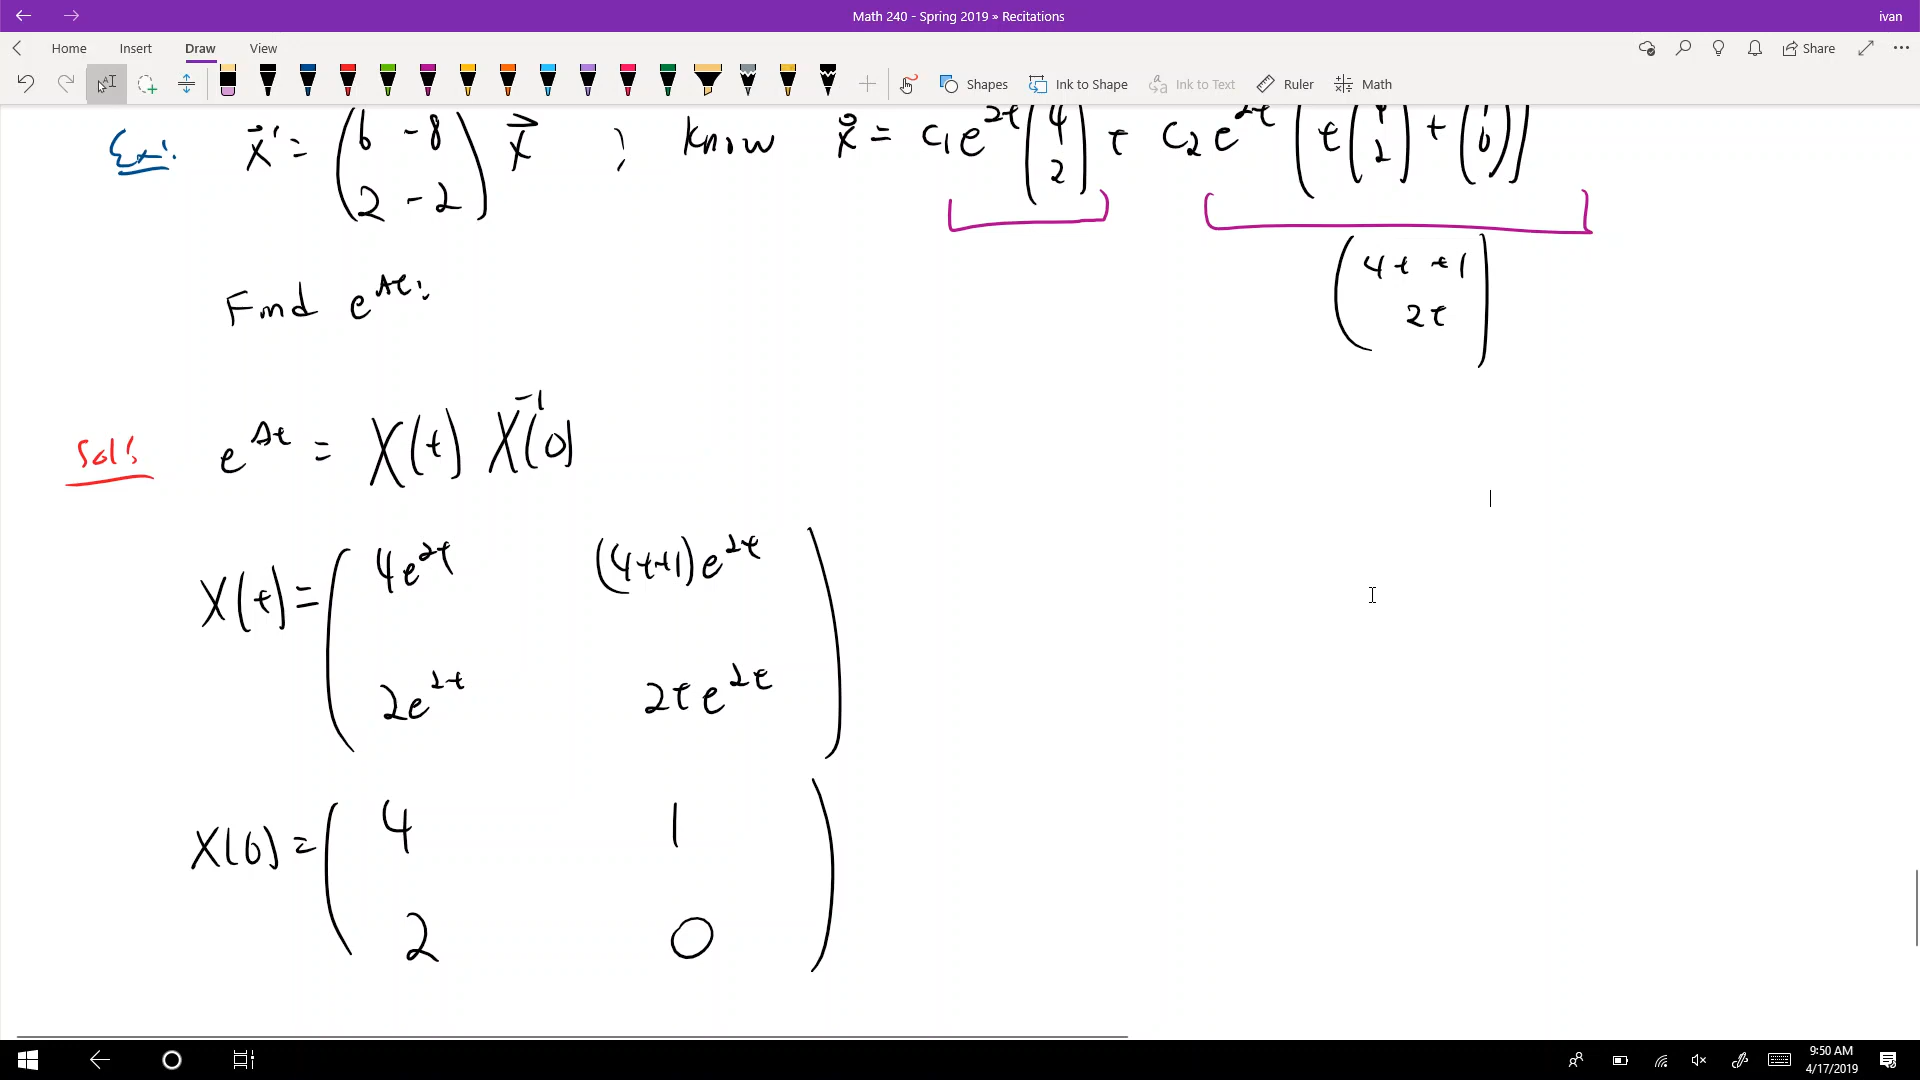 Math 240 - Spring 2019 » Recitations
ivan
Home Insert Draw View
Share
Shapes Ink to Shape Ink to Text Ruler Math
Ex: x⃗' = (6 -8 ; 2 -2) x⃗ ; know x⃗ = c₁e^2t (4 ; 2) + c₂e^2t (t (4 ; 2) + (1 ; 0))
(4t +1 ; 2t)
Find e^At:
Sol: e^At = X(t) X^-1(0)
X(t) = (4e^2t (4t+1)e^2t ; 2e^2t 2te^2t)
X(0) = (4 1 ; 2 0)
9:50 AM
4/17/2019